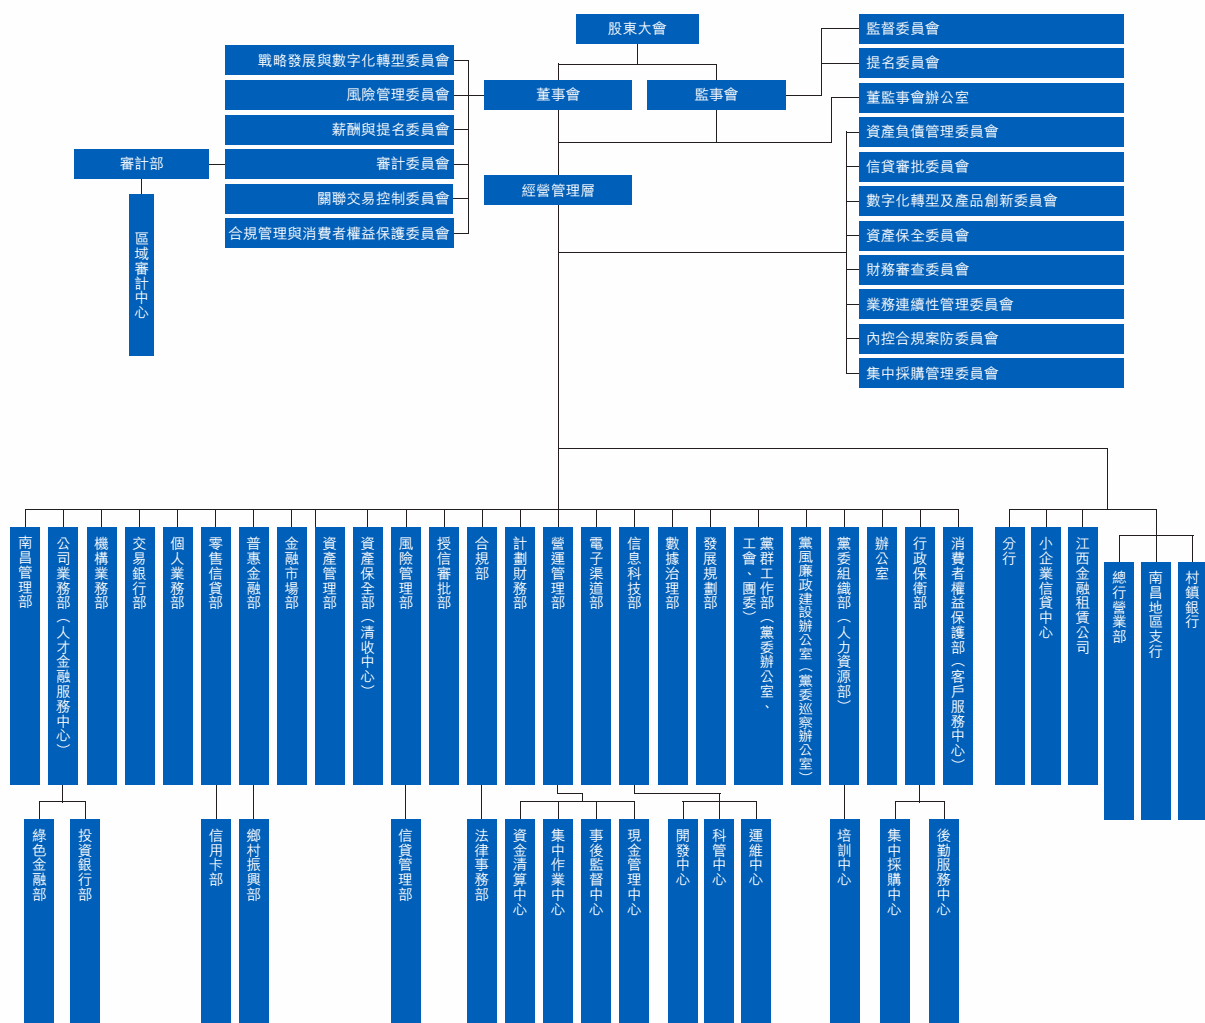 股東大會
監督委員會
戰略發展與數字化轉型委員會
提名委員會
風險管理委員會
董事會
監事會
董監事會辦公室
薪酬與提名委員會
資產負債管理委員會
審計部
審計委員會
信貸審批委員會
經營管理層
關聯交易控制委員會
數字化轉型及產品創新委員會
區域審計中心
合規管理與消費者權益保護委員會
資產保全委員會
財務審查委員會
業務連續性管理委員會
內控合規案防委員會
集中採購管理委員會
南昌管理部
公司業務部（人才金融服務中心）
機構業務部
交易銀行部
個人業務部
零售信貸部
普惠金融部
金融市場部
資產管理部
資產保全部（清收中心）
風險管理部
授信審批部
合規部
計劃財務部
營運管理部
電子渠道部
信息科技部
數據治理部
發展規劃部
黨群工作部（黨委辦公室、
工會、團委）
黨風廉政建設辦公室（黨委巡察辦公室）
黨委組織部（人力資源部）
辦公室
行政保衛部
消費者權益保護部（客戶服務中心）
分行
小企業信貸中心
江西金融租賃公司
總行營業部
南昌地區支行
村鎮銀行
綠色金融部
投資銀行部
信用卡部
鄉村振興部
信貸管理部
法律事務部
資金清算中心
集中作業中心
事後監督中心
現金管理中心
開發中心
科管中心
運維中心
培訓中心
集中採購中心
後勤服務中心